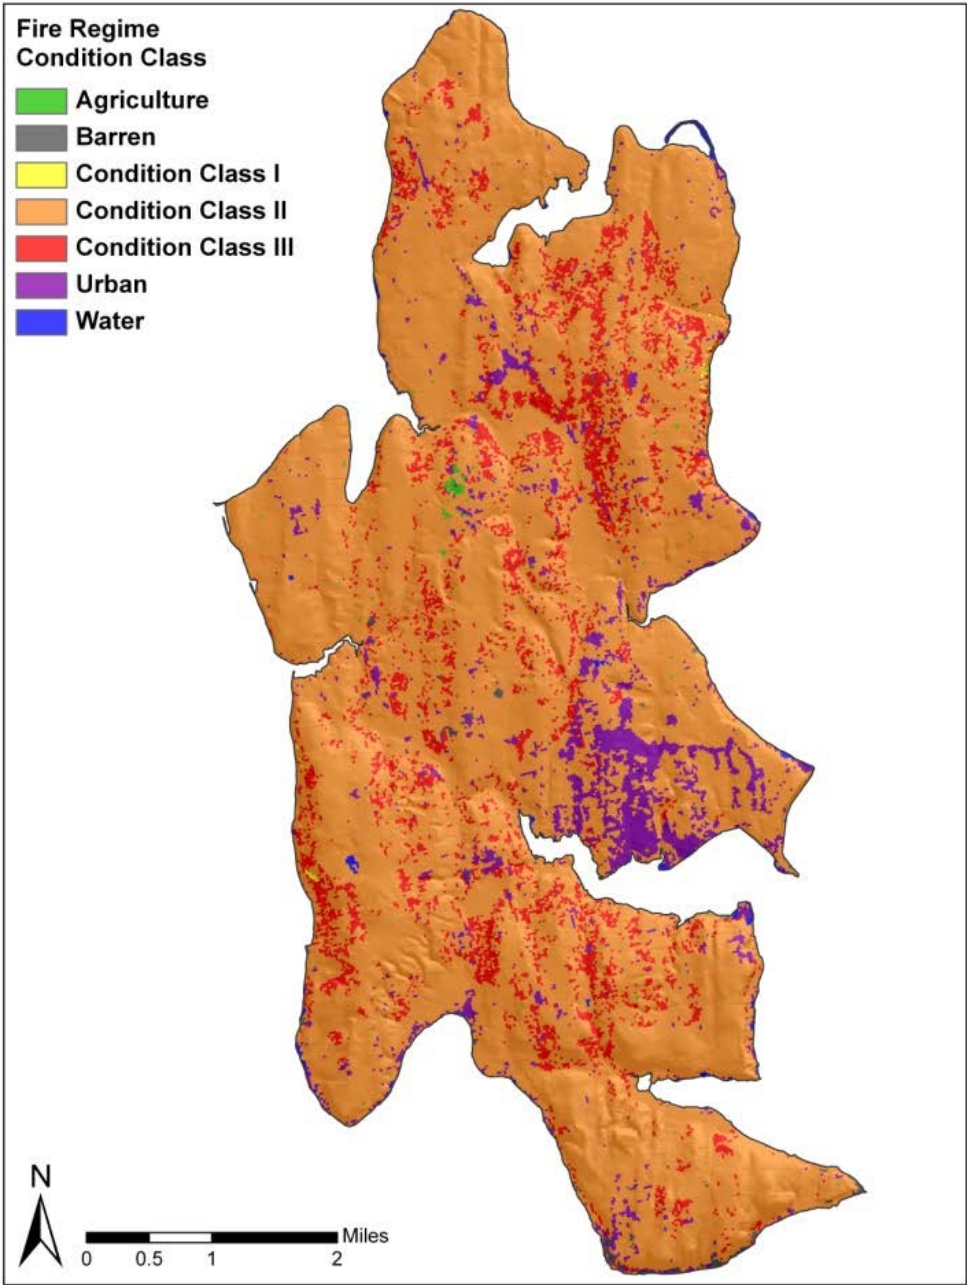 Fire Regime
Condition Class
Agriculture
Barren
Condition Class I
Condition Class II
Condition Class III
Urban
Water
N
Miles
0 0.5 1 2